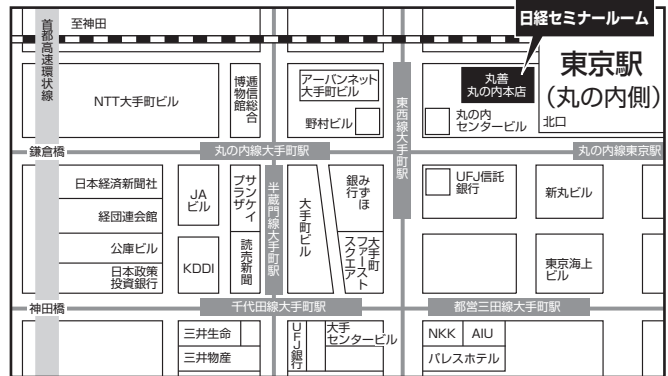 日経セミナールーム
首都高速環状線
至神田
NTT大手町ビル
逓信総合
博物館
アーバンネット
大手町ビル
野村ビル
東西線大手町駅
丸善
丸の内本店
丸の内
センタービル
東京駅
(丸の内側)
北口
鎌倉橋
丸の内線大手町駅
丸の内線東京駅
日本経済新聞社
経団連会館
公庫ビル
日本政策
投資銀行
JA
ビル
KDDI
サンケイ
プラザ
読売新聞
半蔵門線大手町駅
大手町ビル
みずほ
銀行
大手町
ファースト
スクエア
UFJ信託
銀行
新丸ビル
東京海上
ビル
神田橋
千代田線大手町駅
都営三田線大手町駅
三井生命
三井物産
UFJ銀行
大手
センタービル
NKK
AIU
パレスホテル